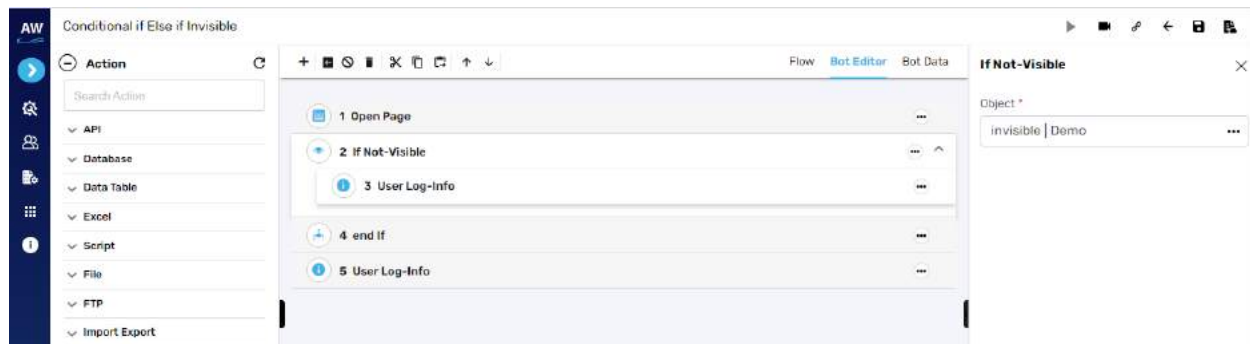 AW
Conditional if Else if Invisible
Action
Search Action
API
Database
Data Table
Excel
Script
File
FTP
Import Export
Flow
Bot Editor
Bot Data
1 Open Page
2 If Not-Visible
3 User Log-Info
4 end If
5 User Log-Info
If Not-Visible
Object *
invisible | Demo